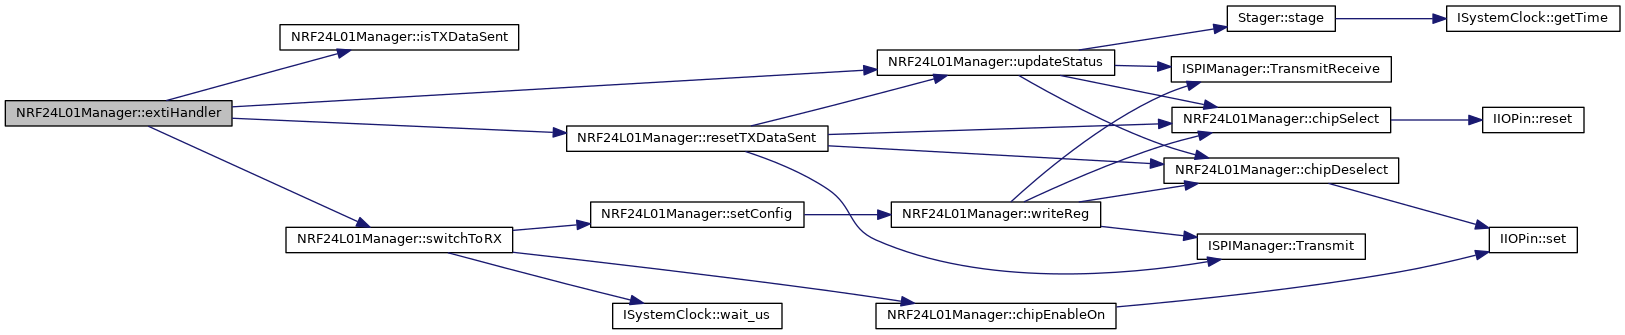 NRF24L01Manager::extiHandler
NRF24L01Manager::isTXDataSent
NRF24L01Manager::resetTXDataSent
NRF24L01Manager::setConfig
NRF24L01Manager::switchToRX
ISystemClock::wait_us
NRF24L01Manager::updateStatus
NRF24L01Manager::writeReg
NRF24L01Manager::chipEnableOn
Stager::stage
ISPIManager::TransmitReceive
NRF24L01Manager::chipSelect
NRF24L01Manager::chipDeselect
ISPIManager::Transmit
ISystemClock::getTime
IIOPin::reset
IIOPin::set